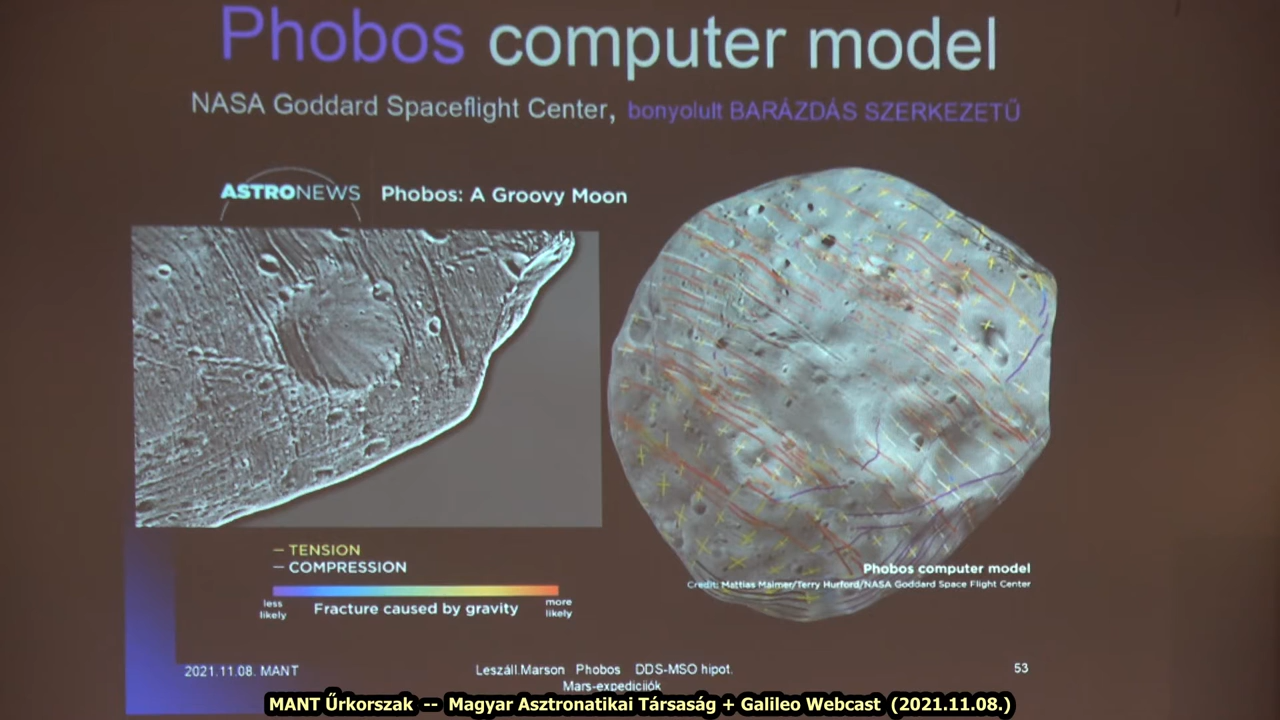 Phobos computer model
NASA Goddard Spaceflight Center, bonyolult BARÁZDÁS SZERKEZETŰ
ASTRONEWS Phobos: A Groovy Moon
– TENSION
– COMPRESSION
less likely
Fracture caused by gravity
more likely
Phobos computer model
Credit: Mattias Malmer/Terry Hurford/NASA Goddard Space Flight Center
2021.11.08. MANT
Leszáll.Marson Phobos DDS-MSO hipot.
Mars-expedíciók
53
MANT Űrkorszak -- Magyar Asztronatikai Társaság + Galileo Webcast (2021.11.08.)